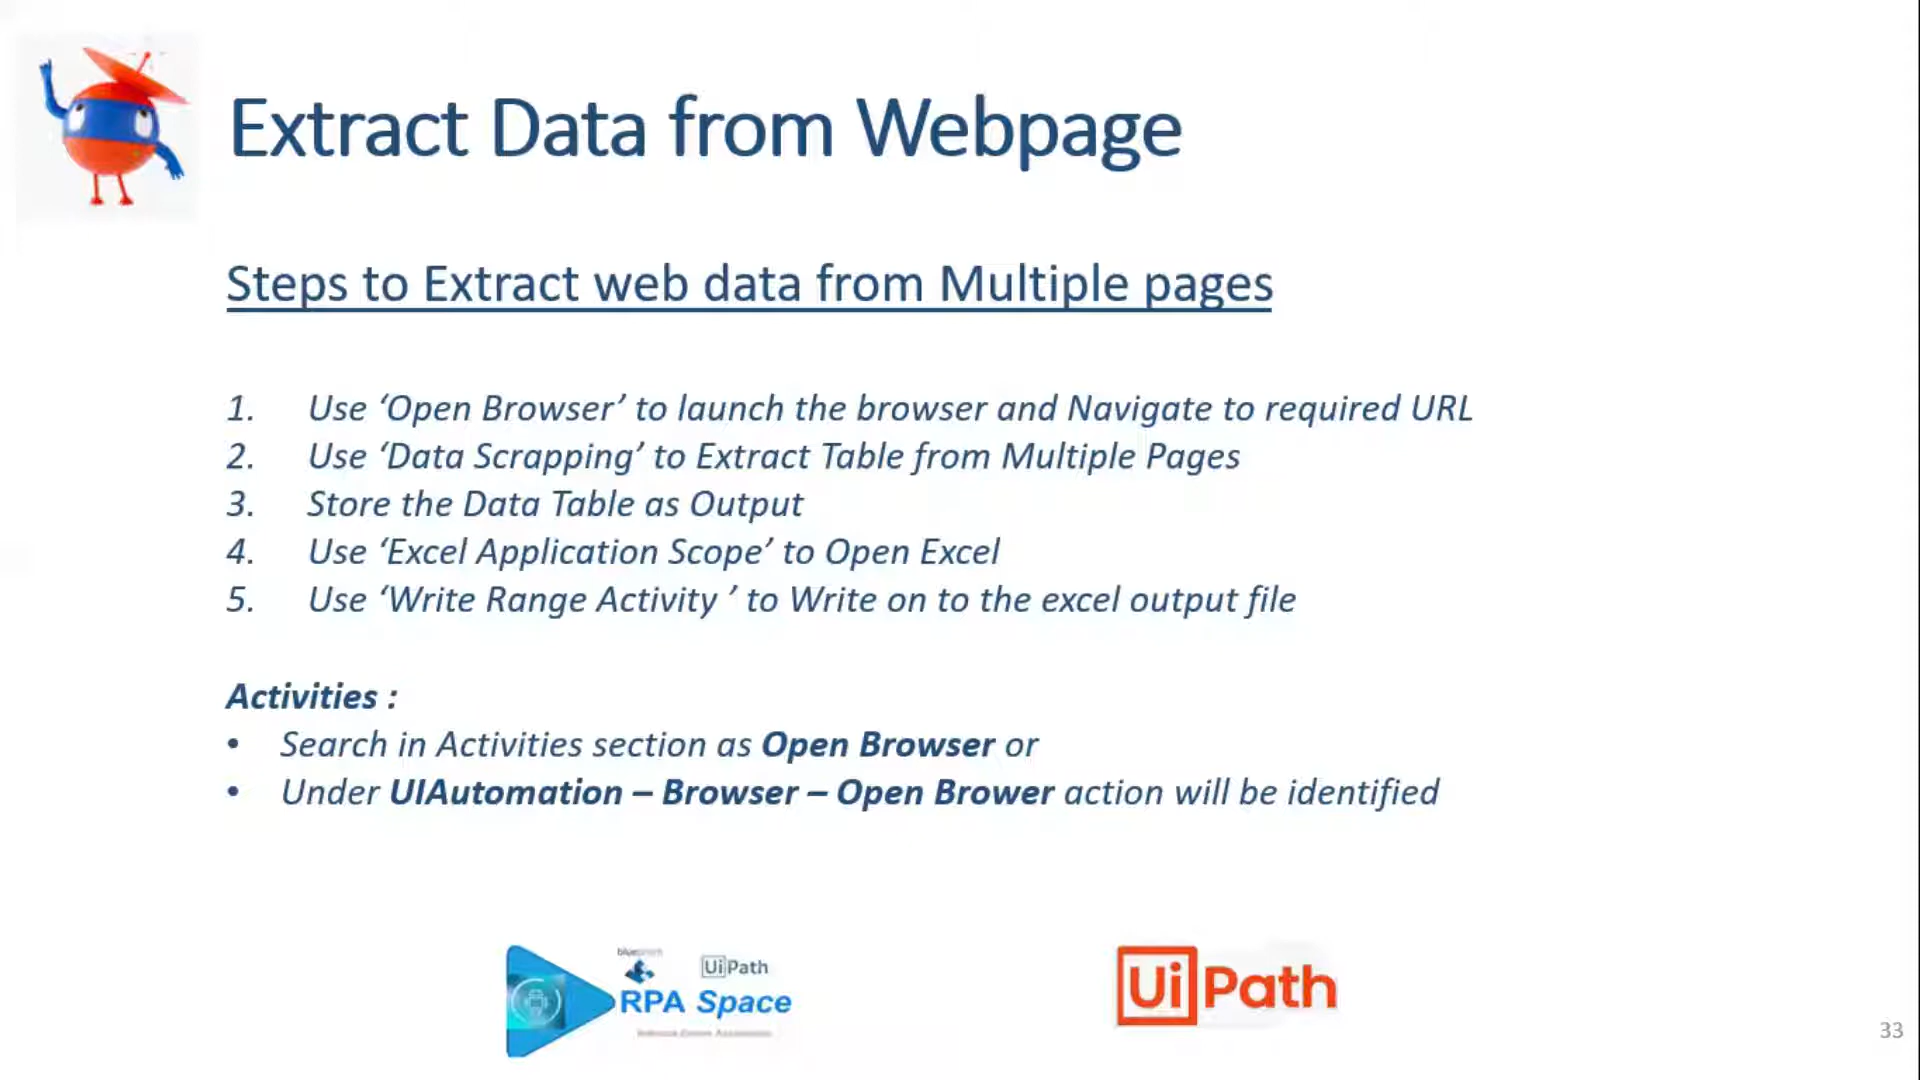 Extract Data from Webpage
Steps to Extract web data from Multiple pages
1. Use ‘Open Browser’ to launch the browser and Navigate to required URL
2. Use ‘Data Scrapping’ to Extract Table from Multiple Pages
3. Store the Data Table as Output
4. Use ‘Excel Application Scope’ to Open Excel
5. Use ‘Write Range Activity ’ to Write on to the excel output file
Activities :
• Search in Activities section as Open Browser or
• Under UIAutomation – Browser – Open Brower action will be identified
UiPath
RPA Space
UiPath
33